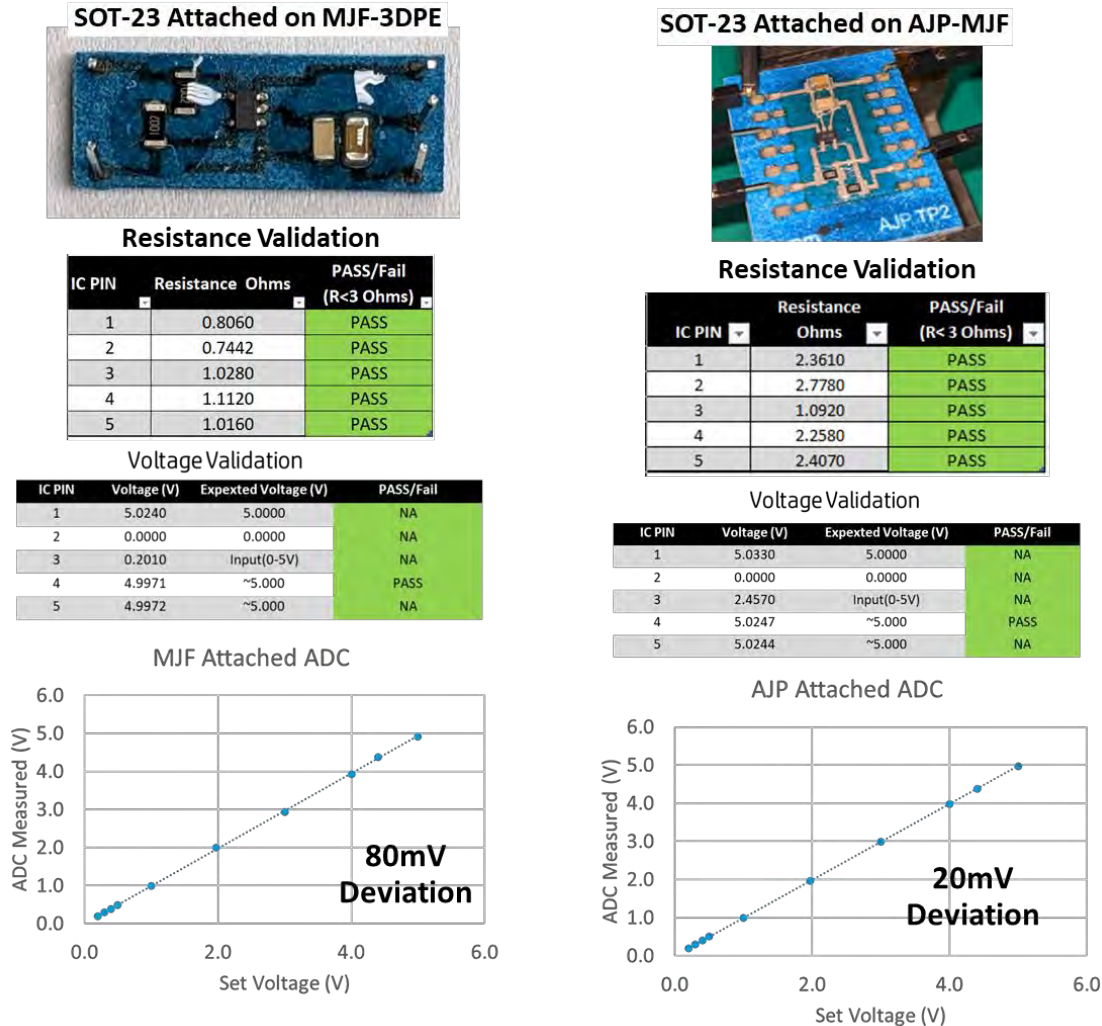 SOT-23 Attached on MJF-3DPE
1002
Resistance Validation
IC PIN Resistance Ohms PASS/Fail (R<3 Ohms)
1 0.8060 PASS
2 0.7442 PASS
3 1.0280 PASS
4 1.1120 PASS
5 1.0160 PASS
Voltage Validation
IC PIN Voltage (V) Expexted Voltage (V) PASS/Fail
1 5.0240 5.0000 NA
2 0.0000 0.0000 NA
3 0.2010 Input(0-5V) NA
4 4.9971 ~5.000 PASS
5 4.9972 ~5.000 NA
MJF Attached ADC
6.0
5.0
4.0
3.0
2.0
1.0
0.0
ADC Measured (V)
80mV
Deviation
0.0 2.0 4.0 6.0
Set Voltage (V)
SOT-23 Attached on AJP-MJF
AJP TP2
Resistance Validation
IC PIN Resistance Ohms PASS/Fail (R< 3 Ohms)
1 2.3610 PASS
2 2.7780 PASS
3 1.0920 PASS
4 2.2580 PASS
5 2.4070 PASS
Voltage Validation
IC PIN Voltage (V) Expexted Voltage (V) PASS/Fail
1 5.0330 5.0000 NA
2 0.0000 0.0000 NA
3 2.4570 Input(0-5V) NA
4 5.0247 ~5.000 PASS
5 5.0244 ~5.000 NA
AJP Attached ADC
6.0
5.0
4.0
3.0
2.0
1.0
0.0
ADC Measured (V)
20mV
Deviation
0.0 2.0 4.0 6.0
Set Voltage (V)